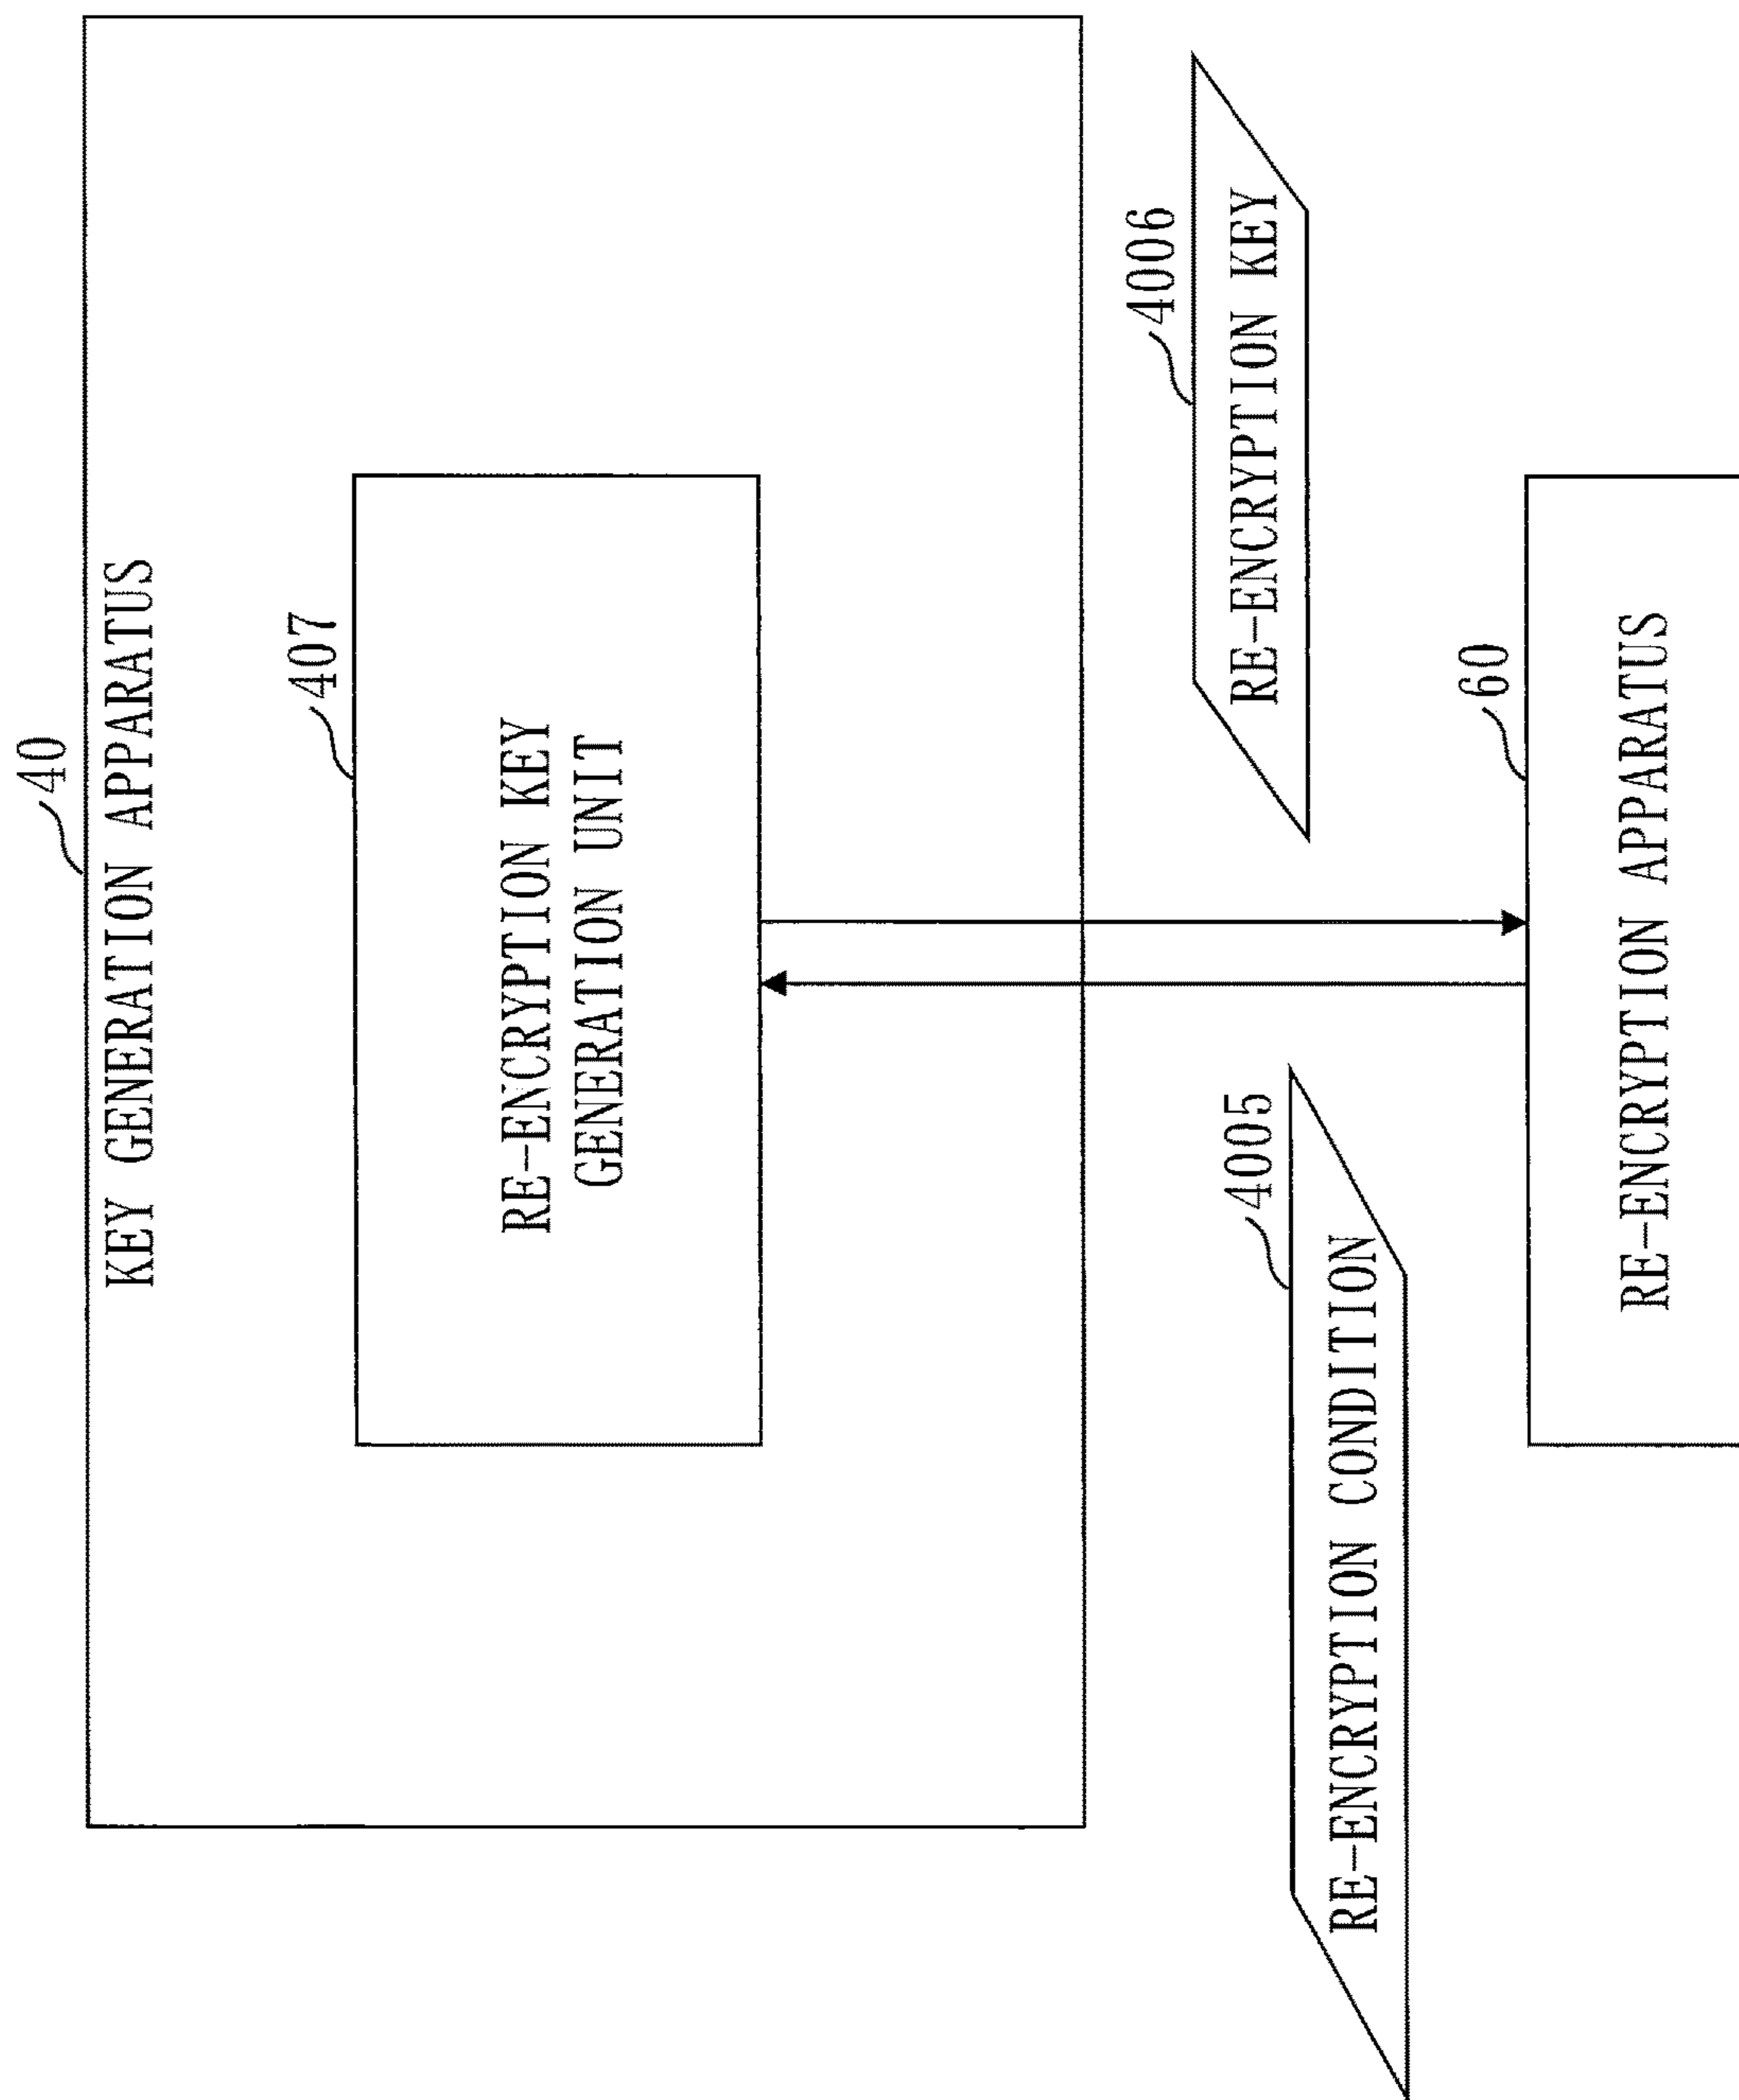 40
KEY GENERATION APPARATUS
407
RE-ENCRYPTION KEY
GENERATION UNIT
4005
RE-ENCRYPTION CONDITION
4006
RE-ENCRYPTION KEY
60
RE-ENCRYPTION APPARATUS